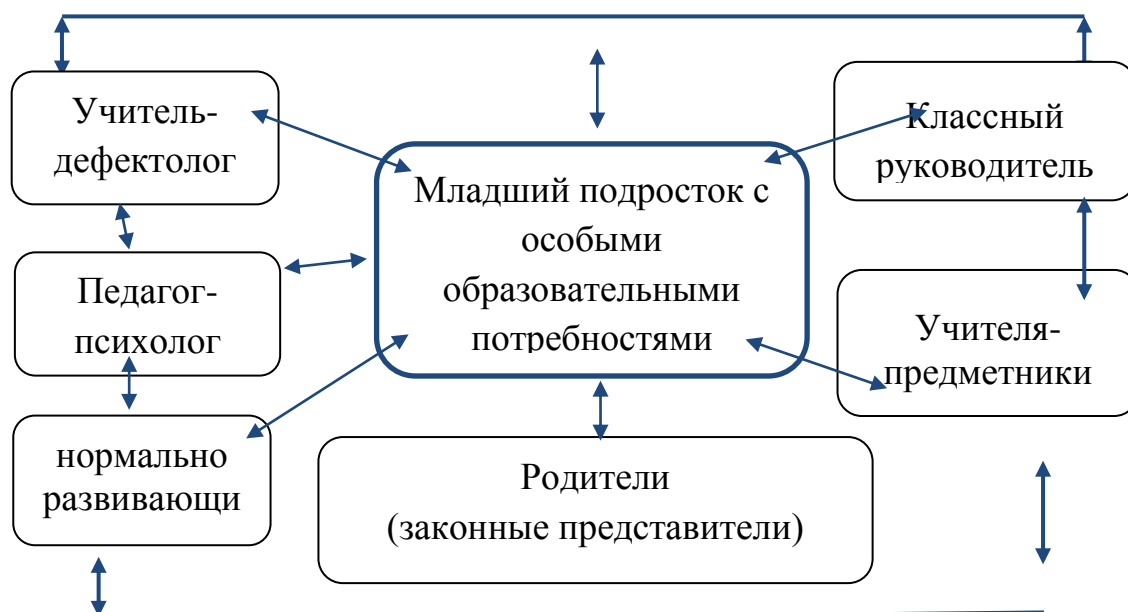 Учитель-
дефектолог
Классный
руководитель
Младший подросток с
особыми
образовательными
потребностями
Педагог-
психолог
Учителя-
предметники
нормально
развивающи
Родители
(законные представители)